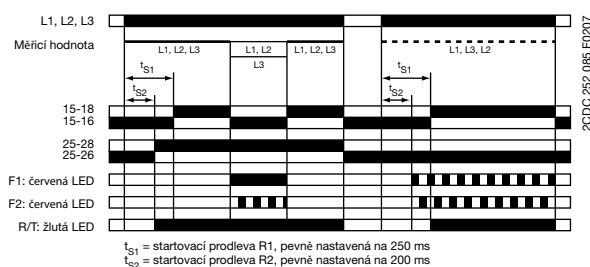 L1, L2, L3
Měřicí hodnota
L1, L2, L3
L1, L2
L3
L1, L2, L3
L1, L3, L2
tS1
tS2
tS1
tS2
15-18
15-16
25-28
25-26
F1: červená LED
F2: červená LED
R/T: žlutá LED
tS1 = startovací prodleva R1, pevně nastavená na 250 ms
tS2 = startovací prodleva R2, pevně nastavená na 200 ms
2CDC 252 085 F0207